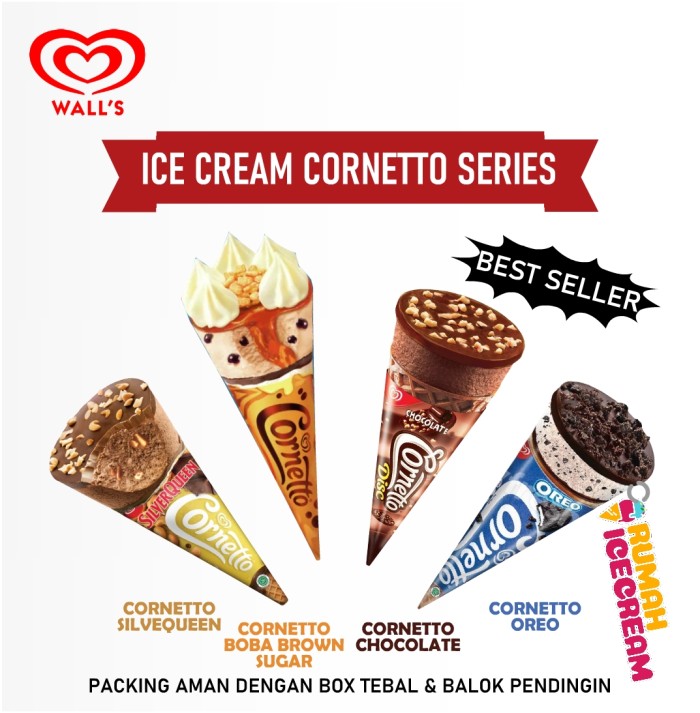 WALL'S
ICE CREAM CORNETTO SERIES
BEST SELLER
SILVERQUEEN
Cornetto
Cornetto
CHOCOLATE
Cornetto
Disc
OREO
Cornetto
RUMAH
ICECREAM
CORNETTO
SILVEQUEEN
CORNETTO
BOBA BROWN
SUGAR
CORNETTO
CHOCOLATE
CORNETTO
OREO
PACKING AMAN DENGAN BOX TEBAL & BALOK PENDINGIN